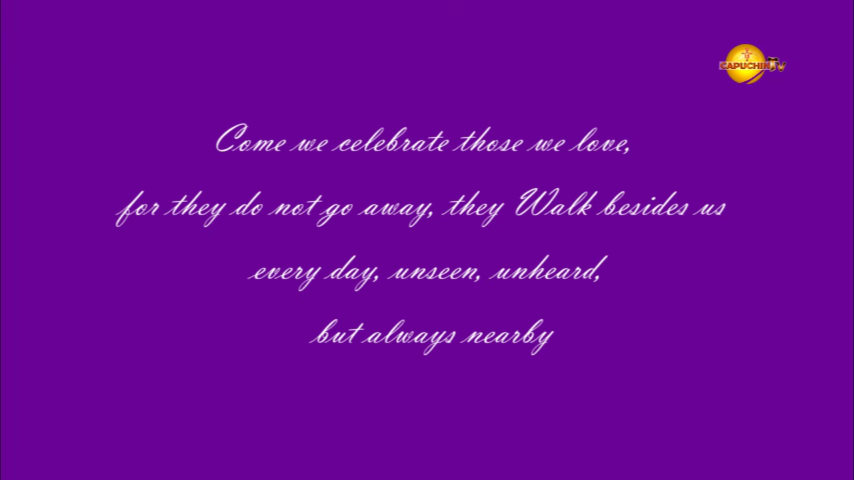 CAPUCHIN TV
Come we celebrate those we love,
for they do not go away, they Walk besides us
every day, unseen, unheard,
but always nearby